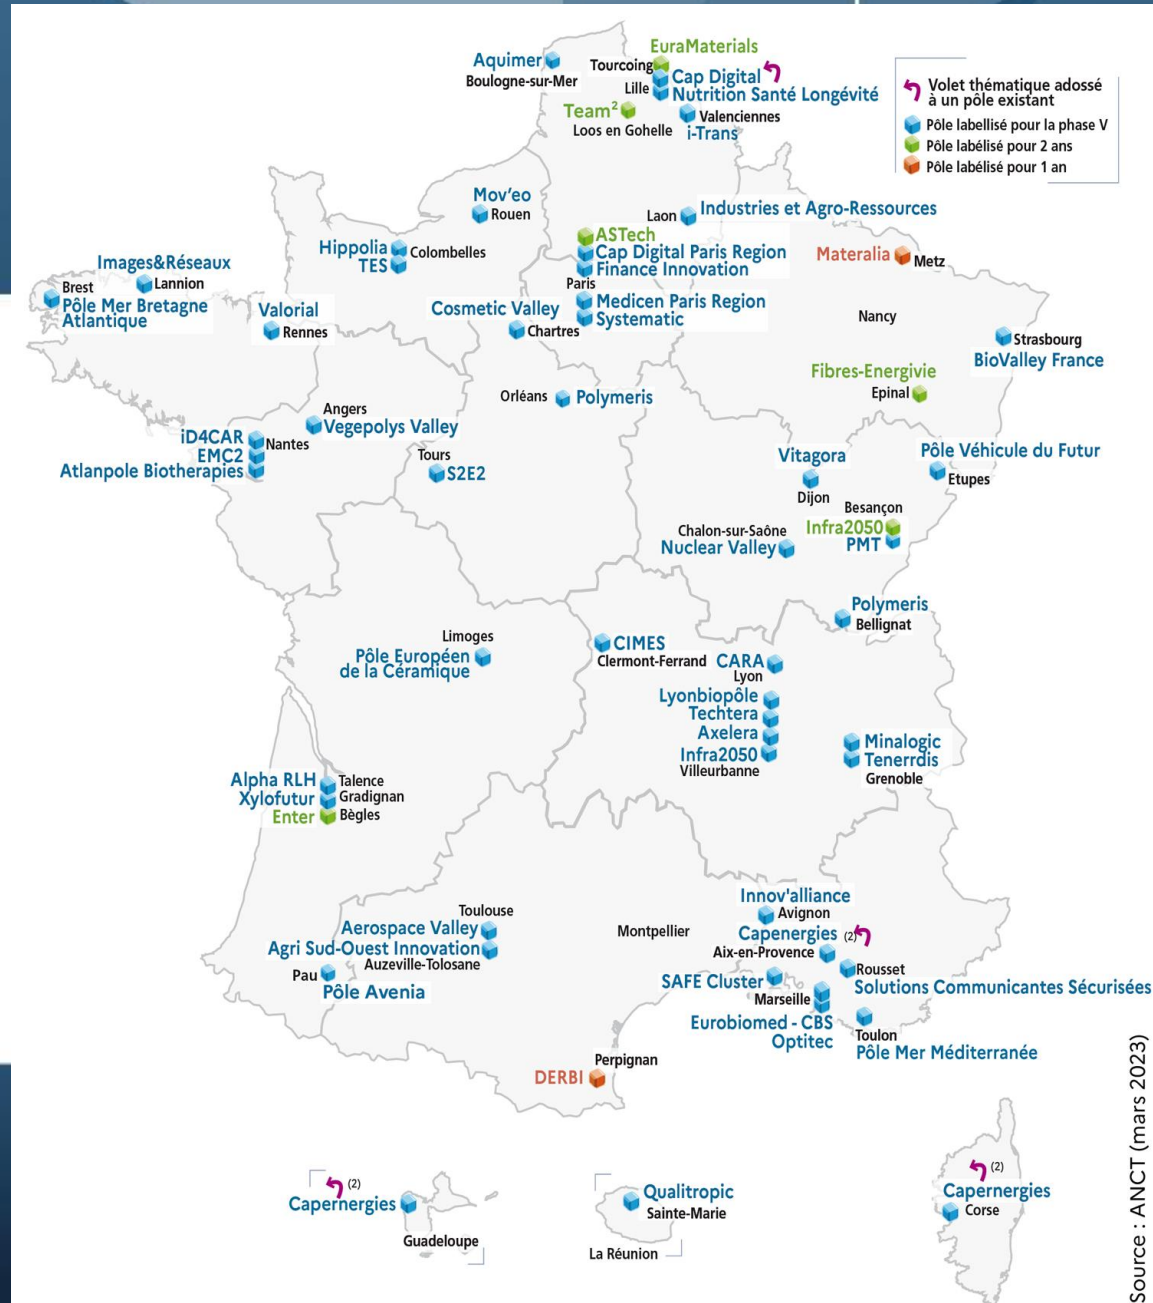 EuraMaterials
Aquimer
Boulogne-sur-Mer
Tourcoing
Cap Digital
Lille
Nutrition Santé Longévité
Team²
Loos en Gohelle
Valenciennes
i-Trans
Volet thématique adossé
à un pôle existant
Pôle labellisé pour la phase V
Pôle labélisé pour 2 ans
Pôle labélisé pour 1 an
Mov'eo
Rouen
Laon
Industries et Agro-Ressources
Hippolia
TES
Colombelles
ASTech
Cap Digital Paris Region
Finance Innovation
Paris
Medicen Paris Region
Systematic
Materalia
Metz
Images&Réseaux
Lannion
Brest
Pôle Mer Bretagne
Atlantique
Valorial
Rennes
Cosmetic Valley
Chartres
Nancy
Strasbourg
BioValley France
Fibres-Energivie
Epinal
Orléans
Polymeris
Angers
Vegepolys Valley
iD4CAR
EMC2
Atlanpole Biotherapies
Nantes
Tours
S2E2
Vitagora
Dijon
Pôle Véhicule du Futur
Etupes
Besançon
Infra2050
PMT
Chalon-sur-Saône
Nuclear Valley
Polymeris
Bellignat
Limoges
Pôle Européen
de la Céramique
CIMES
Clermont-Ferrand
CARA
Lyon
Lyonbiopôle
Techtera
Axelera
Infra2050
Villeurbanne
Minalogic
Tenerrdis
Grenoble
Alpha RLH
Talence
Xylofutur
Gradignan
Enter
Bègles
Innov'alliance
Avignon
Toulouse
Aerospace Valley
Agri Sud-Ouest Innovation
Auzeville-Tolosane
Montpellier
Capenergies (2)
Aix-en-Provence
Pau
Pôle Avenia
SAFE Cluster
Rousset
Solutions Communicantes Sécurisées
Marseille
Eurobiomed - CBS
Optitec
Toulon
Pôle Mer Méditerranée
Perpignan
DERBI
(2)
Capernergies
Guadeloupe
Qualitropic
Sainte-Marie
La Réunion
(2)
Capernergies
Corse
Source : ANCT (mars 2023)